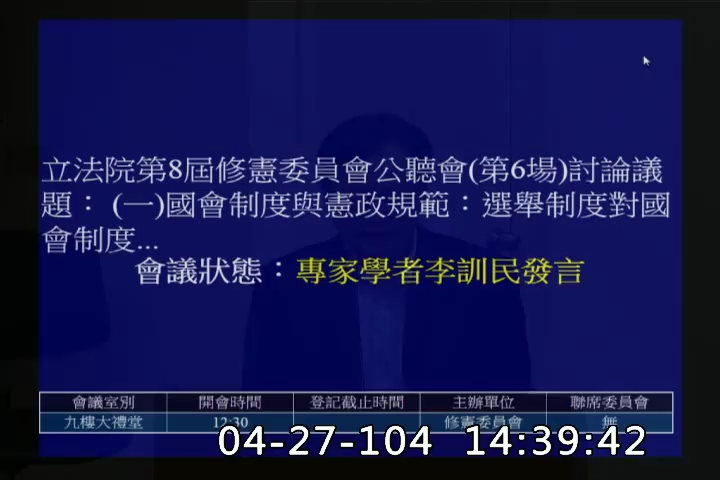 立法院第8屆修憲委員會公聽會(第6場)討論議
題：(一)國會制度與憲政規範：選舉制度對國
會制度...
會議狀態：專家學者李訓民發言
會議室別 開會時間 登記截止時間 主辦單位 聯席委員會
九樓大禮堂 12:30 修憲委員會 無
04-27-104 14:39:42